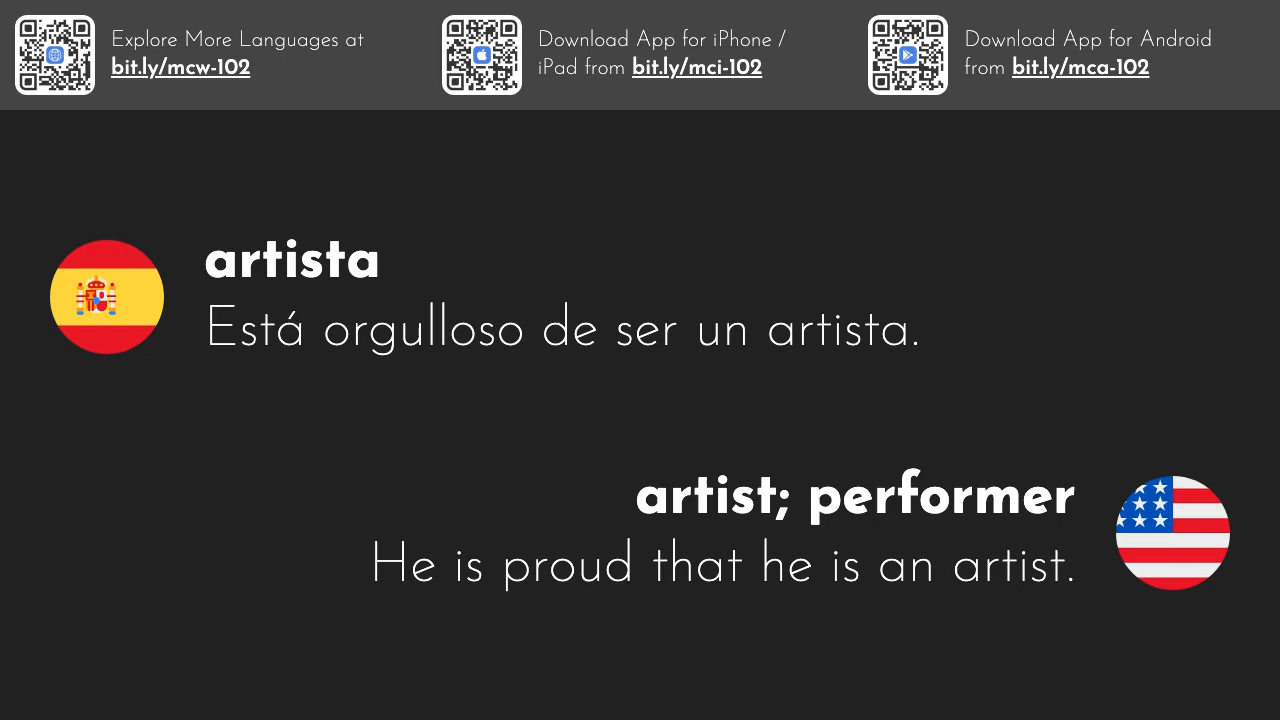 Explore More Languages at
bit.ly/mcw-102
Download App for iPhone /
iPad from bit.ly/mci-102
Download App for Android
from bit.ly/mca-102
artista
Está orgulloso de ser un artista.
artist; performer
He is proud that he is an artist.